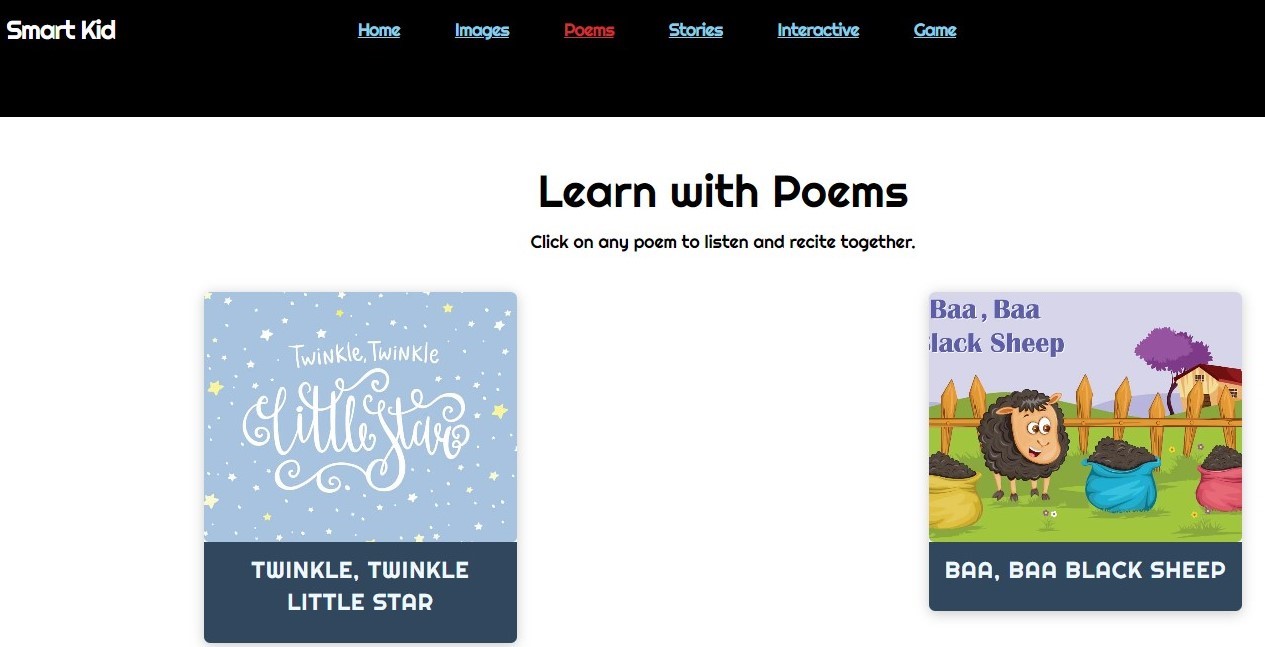 Smart Kid
Home Images Poems Stories Interactive Game
Learn with Poems
Click on any poem to listen and recite together.
Twinkle, Twinkle
Little Star
TWINKLE, TWINKLE
LITTLE STAR
Baa, Baa
lack Sheep
BAA, BAA BLACK SHEEP